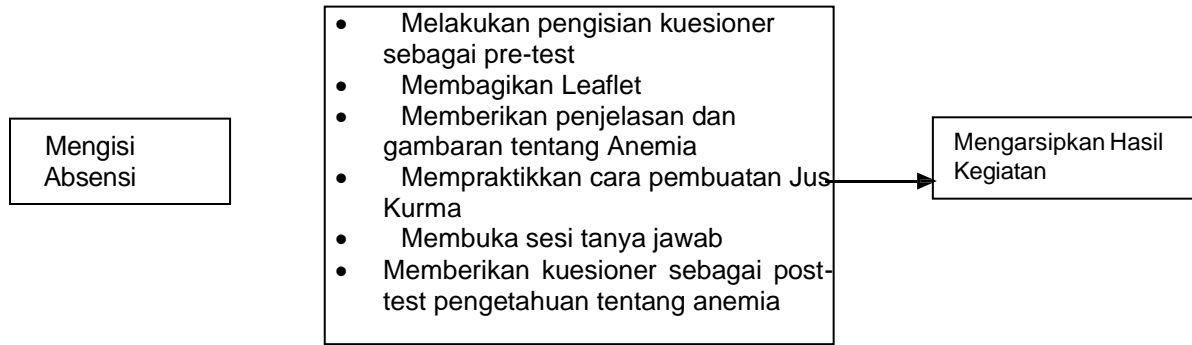 Mengisi
Absensi
• Melakukan pengisian kuesioner
sebagai pre-test
• Membagikan Leaflet
• Memberikan penjelasan dan
gambaran tentang Anemia
• Mempraktikkan cara pembuatan Jus
Kurma
• Membuka sesi tanya jawab
• Memberikan kuesioner sebagai post-
test pengetahuan tentang anemia
Mengarsipkan Hasil
Kegiatan